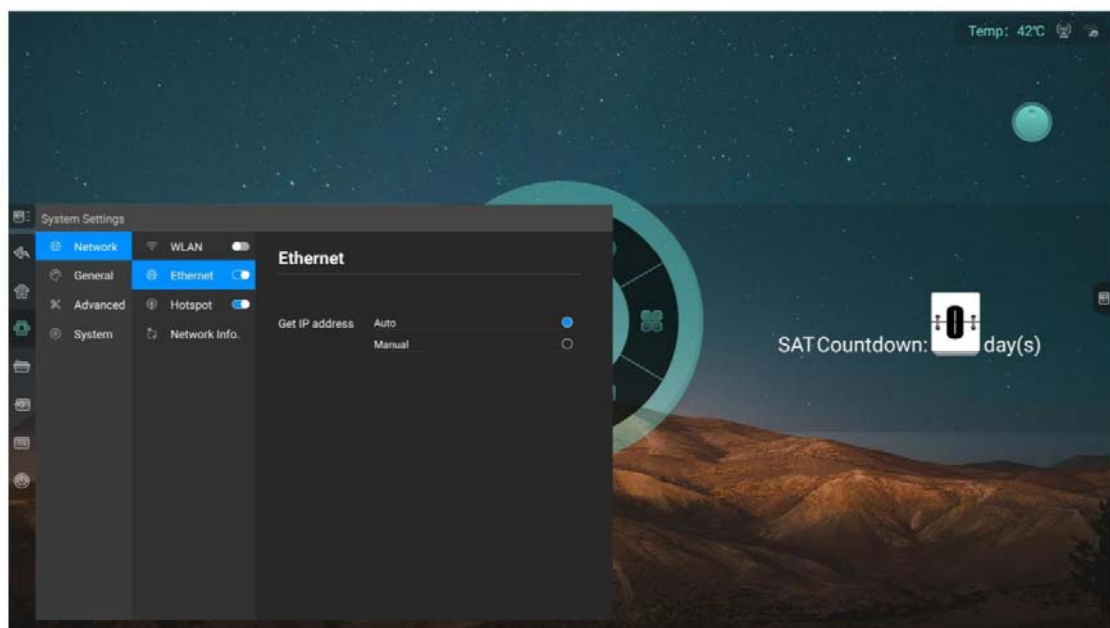 Temp: 42℃
System Settings
Network
General
Advanced
System
WLAN
Ethernet
Hotspot
Network Info.
Ethernet
Get IP address Auto
Manual
SAT Countdown: 0 day(s)